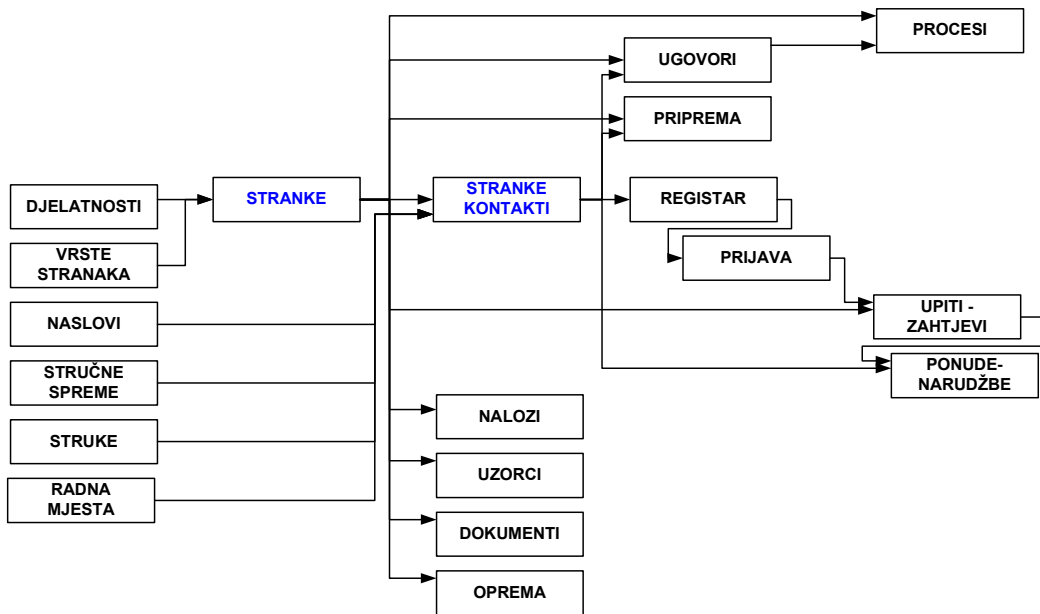 PROCESI
UGOVORI
PRIPREMA
DJELATNOSTI
STRANKE
STRANKE
KONTAKTI
REGISTAR
VRSTE
STRANAKA
PRIJAVA
NASLOVI
UPITI -
ZAHTJEVI
STRUČNE
SPREME
PONUDE-
NARUDŽBE
NALOZI
STRUKE
UZORCI
RADNA
MJESTA
DOKUMENTI
OPREMA